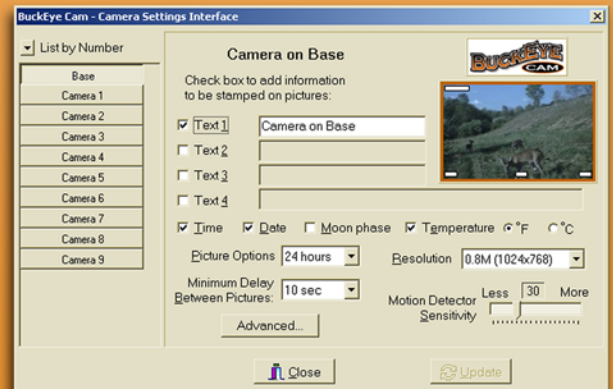 BuckEye Cam - Camera Settings Interface
List by Number
Base
Camera 1
Camera 2
Camera 3
Camera 4
Camera 5
Camera 6
Camera 7
Camera 8
Camera 9
Camera on Base
BUCKEYE
CAM
Check box to add information
to be stamped on pictures:
Text 1 Camera on Base
Text 2
Text 3
Text 4
Time Date Moon phase Temperature °F °C
Picture Options 24 hours Resolution 0.8M (1024x768)
Minimum Delay
Between Pictures: 10 sec
Motion Detector
Sensitivity
Less 30 More
Advanced...
Close Update